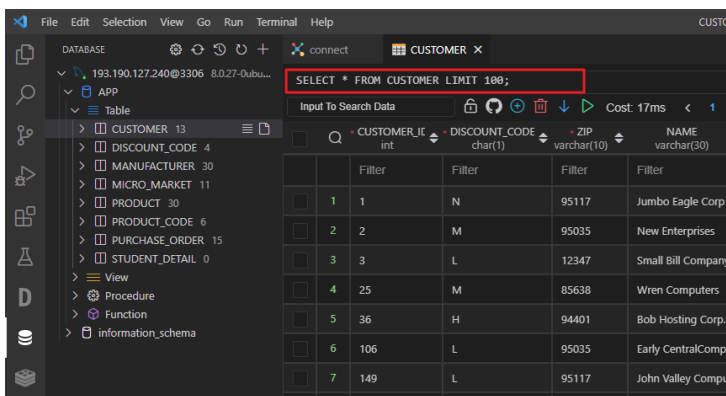 File Edit Selection View Go Run Terminal Help CUSTO
DATABASE
193.190.127.240@3306 8.0.27-0ubu...
APP
Table
CUSTOMER 13
DISCOUNT_CODE 4
MANUFACTURER 30
MICRO_MARKET 11
PRODUCT 30
PRODUCT_CODE 6
PURCHASE_ORDER 15
STUDENT_DETAIL 0
View
Procedure
Function
information_schema
D
connect CUSTOMER
SELECT * FROM CUSTOMER LIMIT 100;
Input To Search Data Cost: 17ms < 1
* CUSTOMER_IE * DISCOUNT_CODE * ZIP NAME
int char(1) varchar(10) varchar(30)
Filter Filter Filter Filter
1 1 N 95117 Jumbo Eagle Corp
2 2 M 95035 New Enterprises
3 3 L 12347 Small Bill Company
4 25 M 85638 Wren Computers
5 36 H 94401 Bob Hosting Corp.
6 106 L 95035 Early CentralComp
7 149 L 95117 John Valley Compu